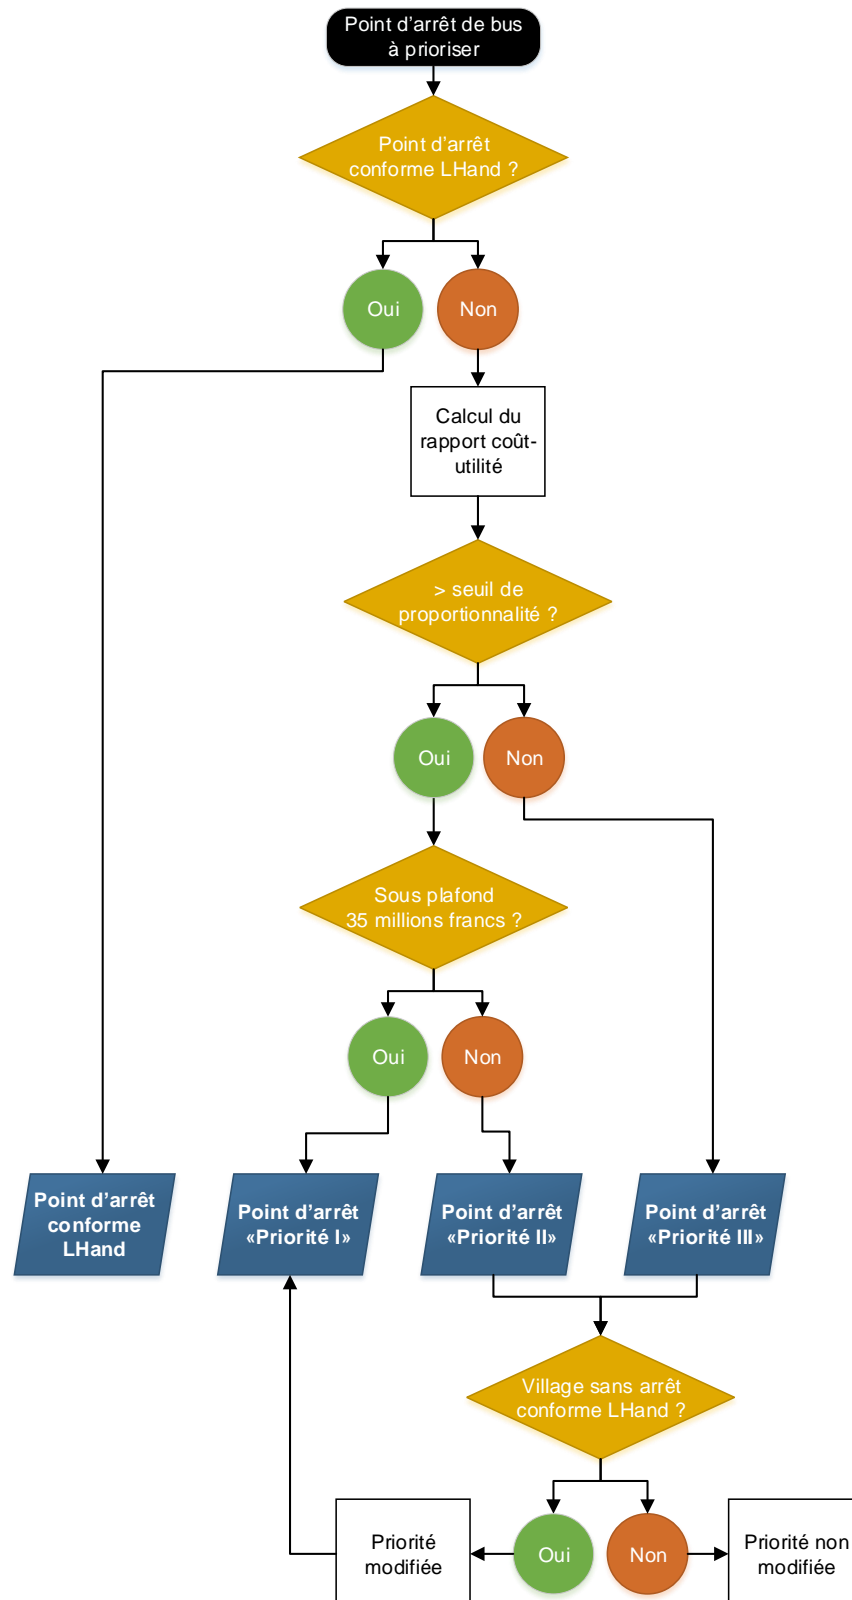 Point d'arrêt de bus
à prioriser
Point d'arrêt
conforme LHand ?
Oui
Non
Calcul du
rapport coût-
utilité
> seuil de
proportionnalité ?
Oui
Non
Sous plafond
35 millions francs ?
Oui
Non
Point d'arrêt
conforme
LHand
Point d'arrêt
«Priorité I»
Point d'arrêt
«Priorité II»
Point d'arrêt
«Priorité III»
Village sans arrêt
conforme LHand ?
Priorité
modifiée
Oui
Non
Priorité non
modifiée